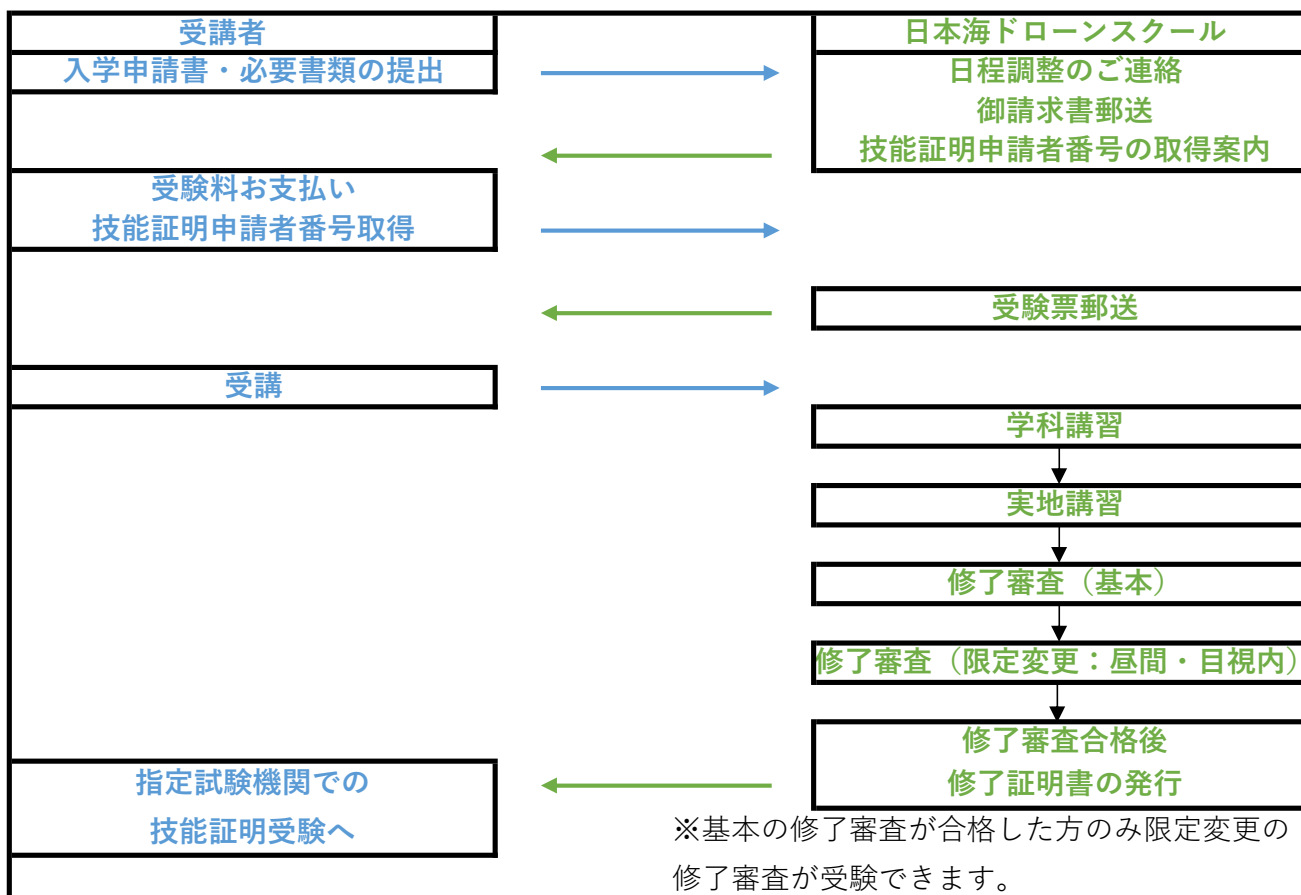 受講者
日本海ドローンスクール
入学申請書・必要書類の提出
日程調整のご連絡
御請求書郵送
技能証明申請者番号の取得案内
受験料お支払い
技能証明申請者番号取得
受験票郵送
受講
学科講習
実地講習
修了審査（基本）
修了審査（限定変更：昼間・目視内）
修了審査合格後
修了証明書の発行
指定試験機関での
技能証明受験へ
※基本の修了審査が合格した方のみ限定変更の
修了審査が受験できます。